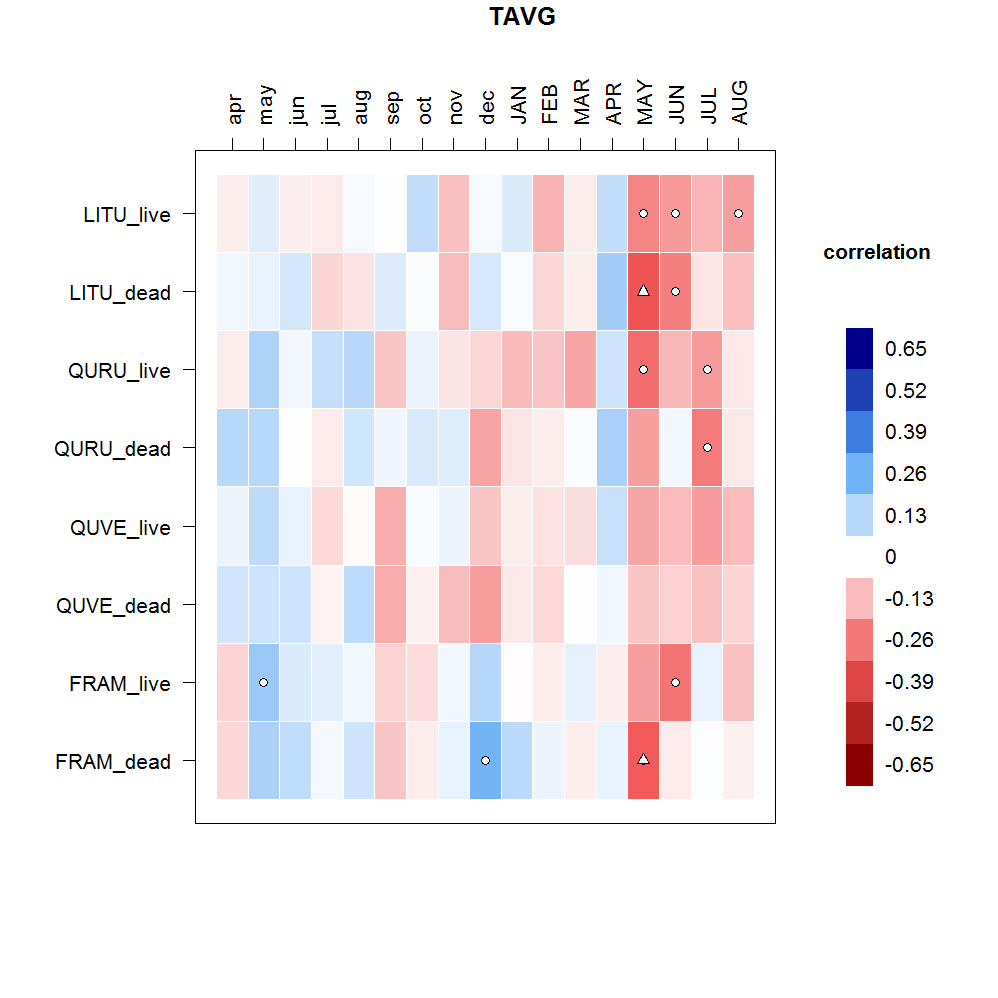 TAVG
apr may jun jul aug sep oct nov dec JAN FEB MAR APR MAY JUN JUL AUG
LITU_live
LITU_dead
QURU_live
QURU_dead
QUVE_live
QUVE_dead
FRAM_live
FRAM_dead
correlation
0.65
0.52
0.39
0.26
0.13
0
-0.13
-0.26
-0.39
-0.52
-0.65